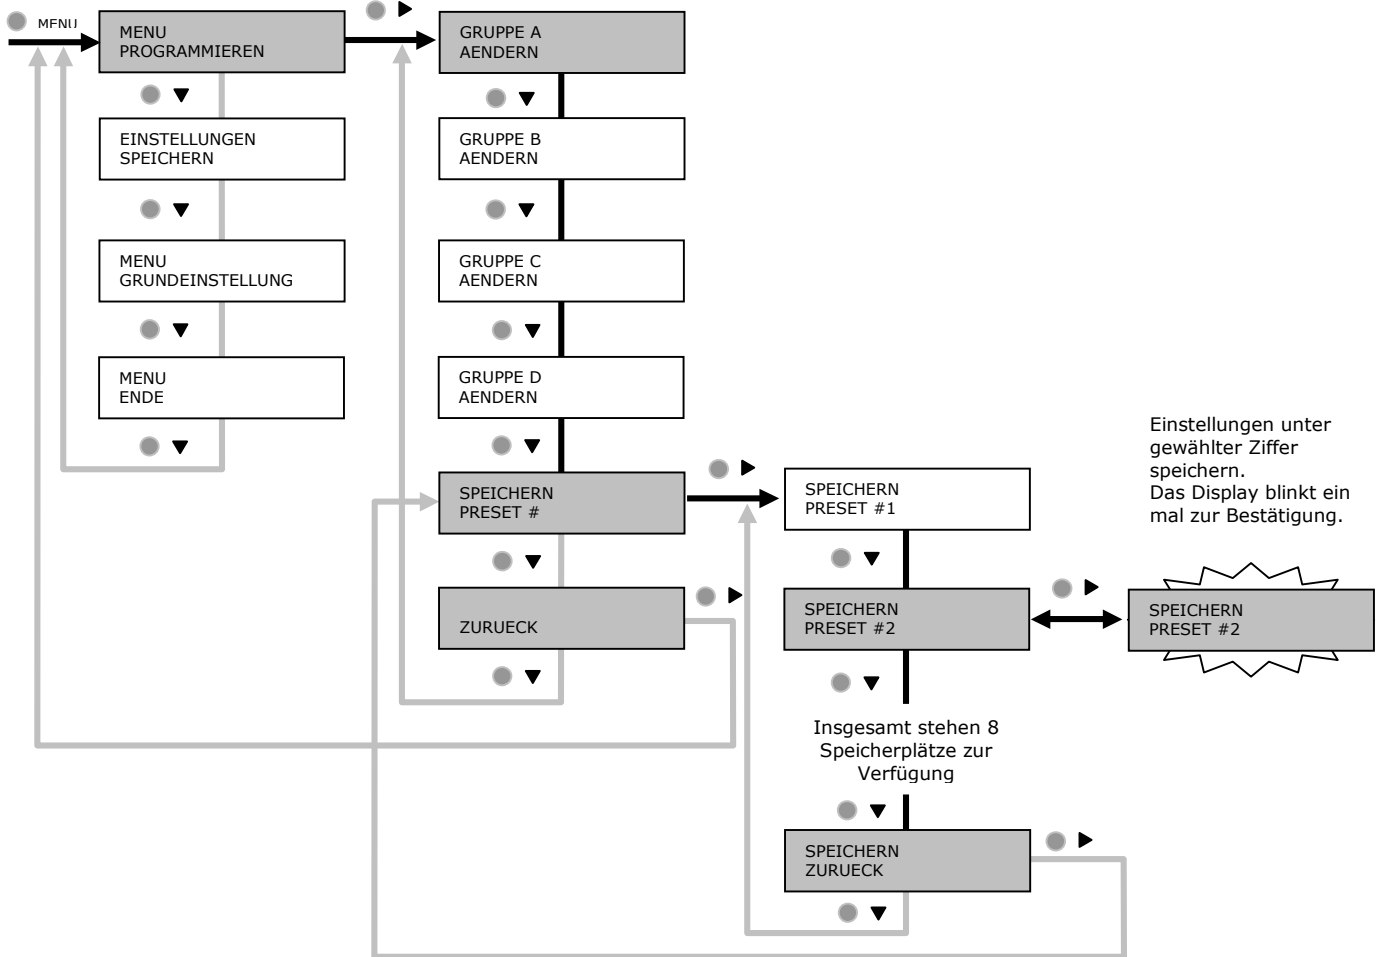 MENU
MENU
PROGRAMMIEREN
EINSTELLUNGEN
SPEICHERN
MENU
GRUNDEINSTELLUNG
MENU
ENDE
GRUPPE A
AENDERN
GRUPPE B
AENDERN
GRUPPE C
AENDERN
GRUPPE D
AENDERN
SPEICHERN
PRESET #
ZURUECK
SPEICHERN
PRESET #1
SPEICHERN
PRESET #2
Insgesamt stehen 8
Speicherplätze zur
Verfügung
SPEICHERN
ZURUECK
Einstellungen unter
gewählter Ziffer
speichern.
Das Display blinkt ein
mal zur Bestätigung.
SPEICHERN
PRESET #2